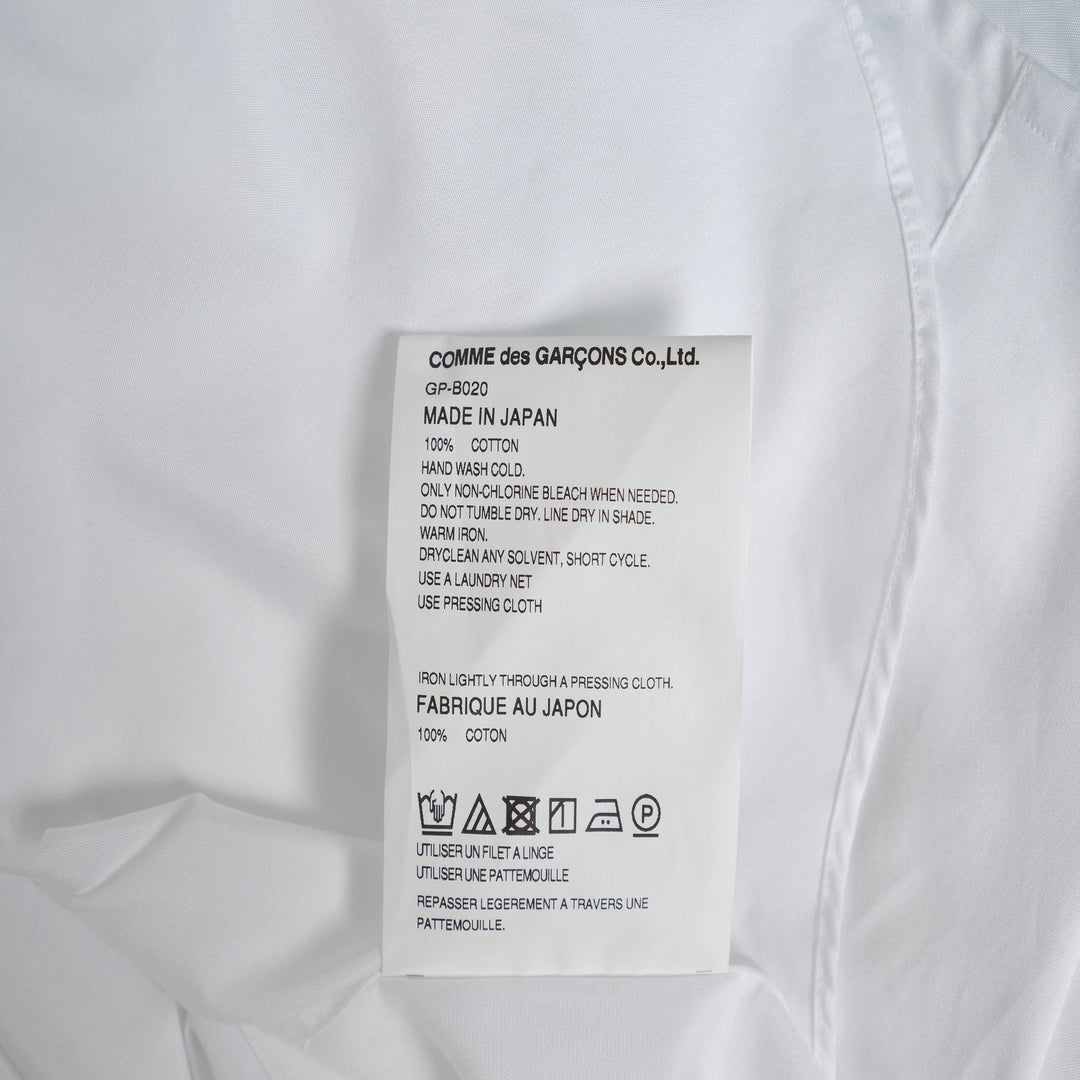 COMME des GARÇONS Co.,Ltd.
GP-B020
MADE IN JAPAN
100% COTTON
HAND WASH COLD.
ONLY NON-CHLORINE BLEACH WHEN NEEDED.
DO NOT TUMBLE DRY. LINE DRY IN SHADE.
WARM IRON.
DRYCLEAN ANY SOLVENT, SHORT CYCLE.
USE A LAUNDRY NET
USE PRESSING CLOTH
IRON LIGHTLY THROUGH A PRESSING CLOTH.
FABRIQUE AU JAPON
100% COTON
P
UTILISER UN FILET A LINGE
UTILISER UNE PATTEMOUILLE
REPASSER LEGEREMENT A TRAVERS UNE
PATTEMOUILLE.